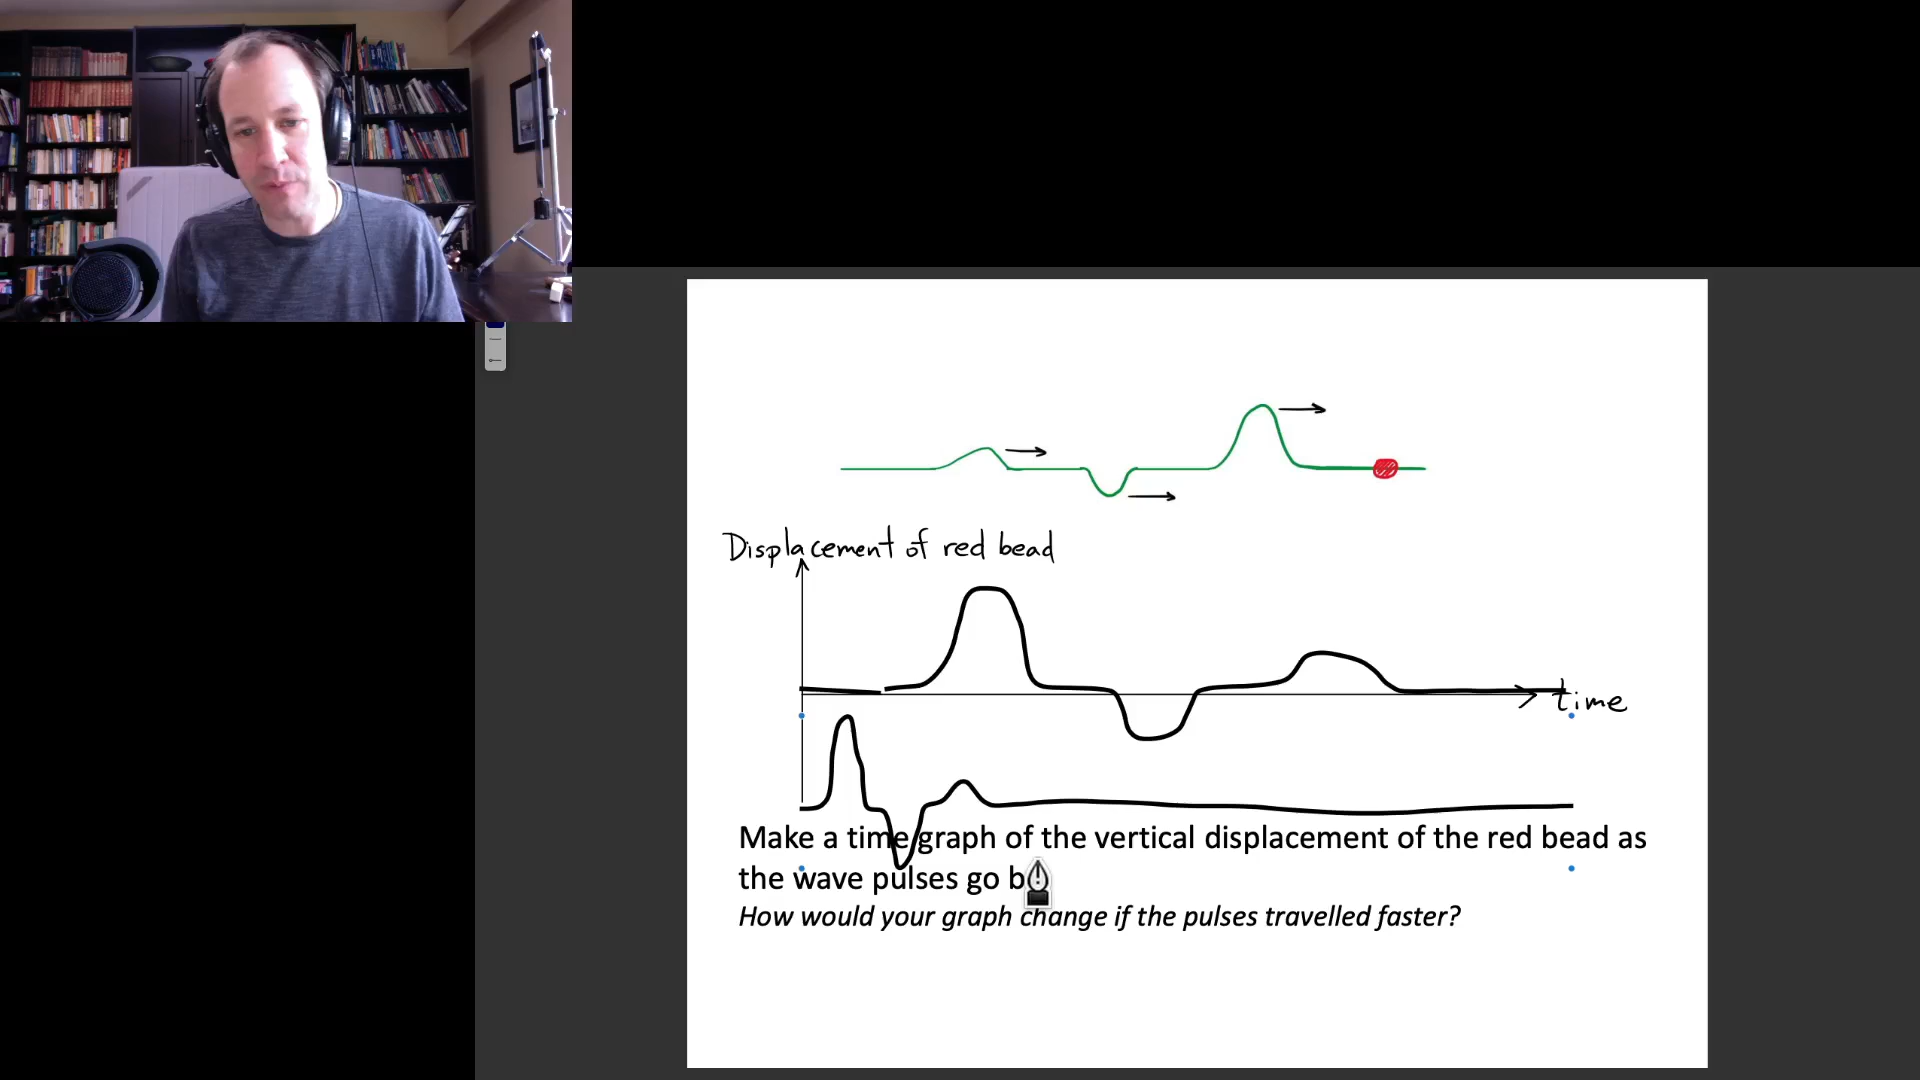 Displacement of red bead
time
Make a time graph of the vertical displacement of the red bead as
the wave pulses go b
How would your graph change if the pulses travelled faster?